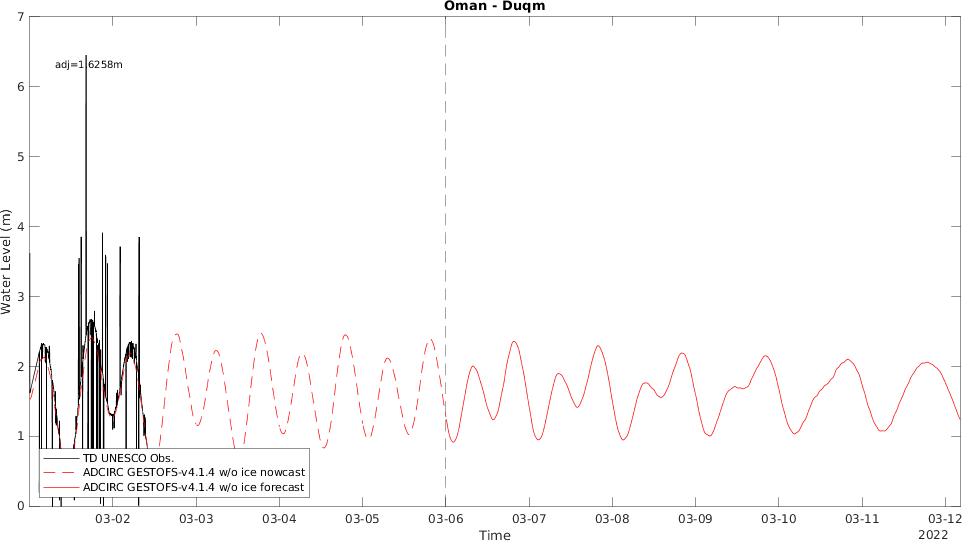 Oman - Duqm
7
6
5
4
3
2
1
0
Water Level (m)
adj=1.6258m
TD UNESCO Obs.
ADCIRC GESTOFS-v4.1.4 w/o ice nowcast
ADCIRC GESTOFS-v4.1.4 w/o ice forecast
03-02 03-03 03-04 03-05 03-06 03-07 03-08 03-09 03-10 03-11 03-12
Time
2022